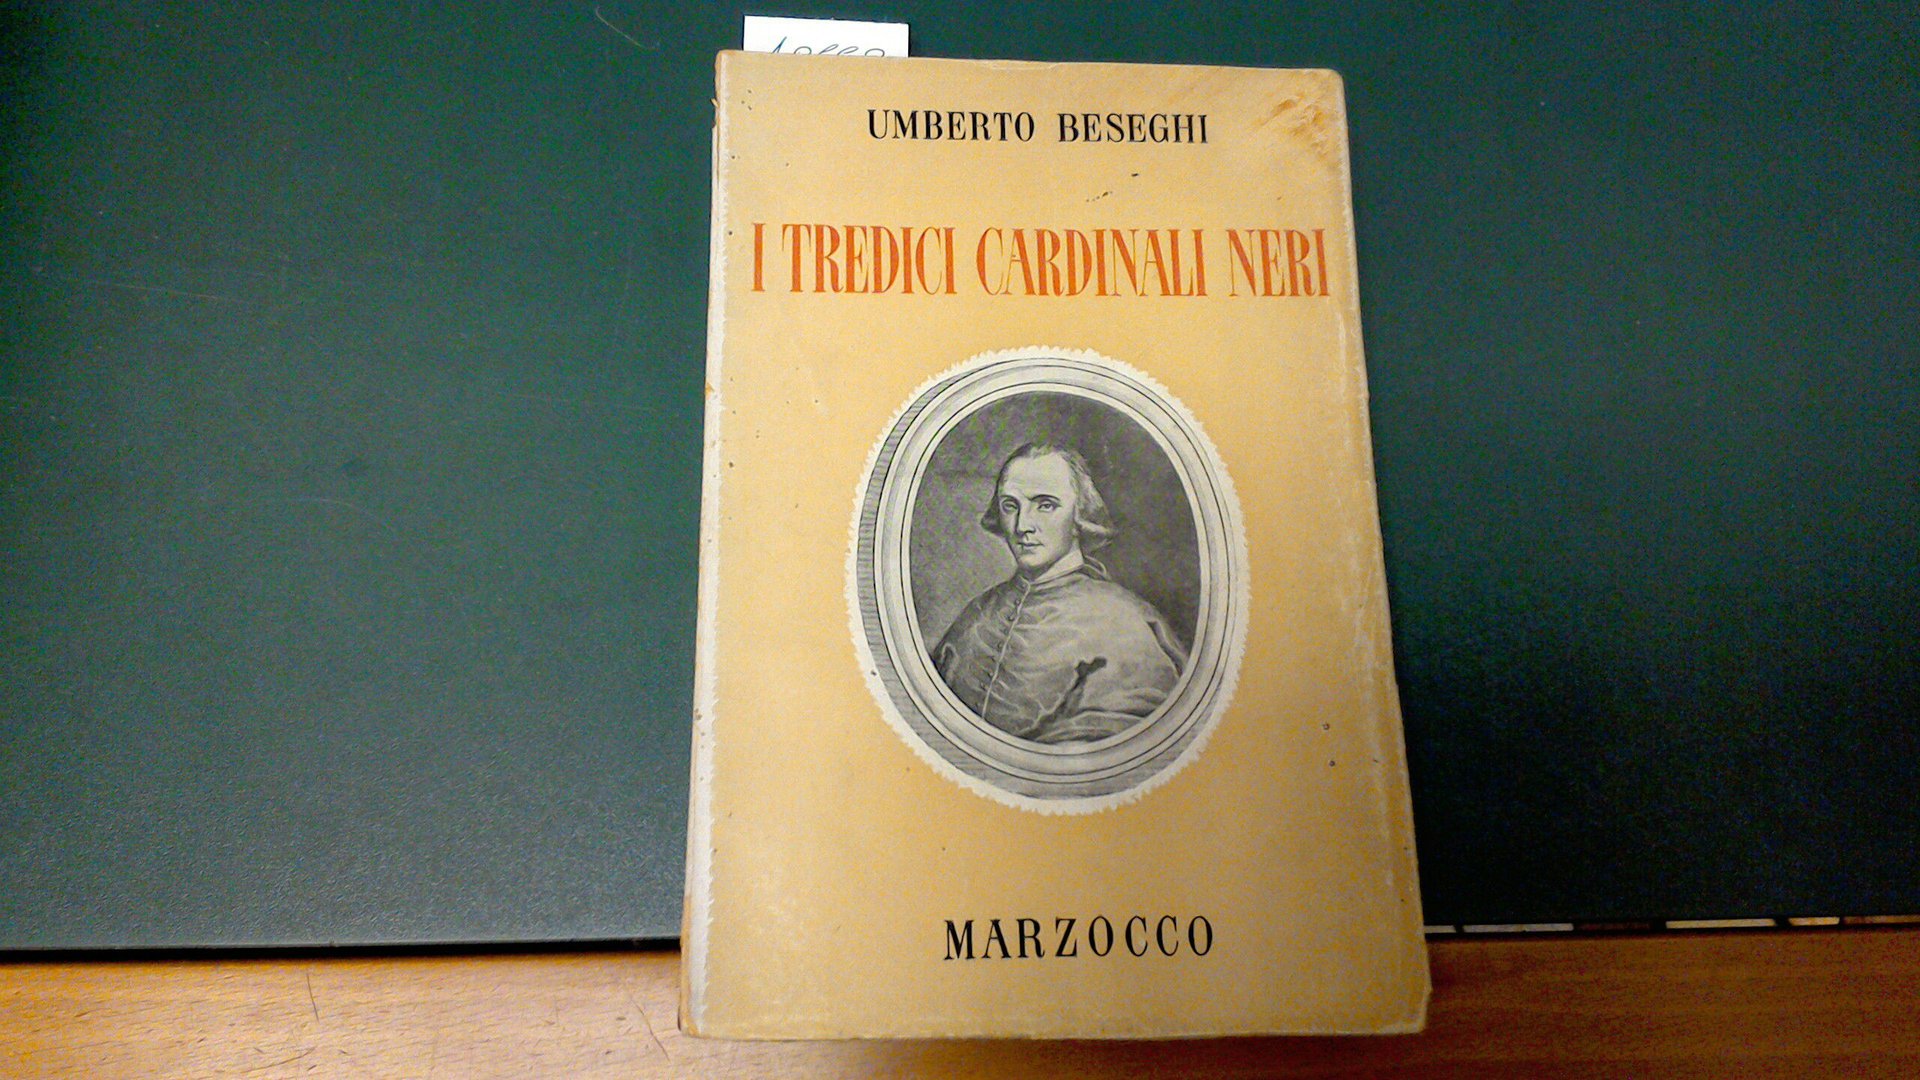 UMBERTO BESEGHI
I TREDICI CARDINALI NERI
MARZOCCO